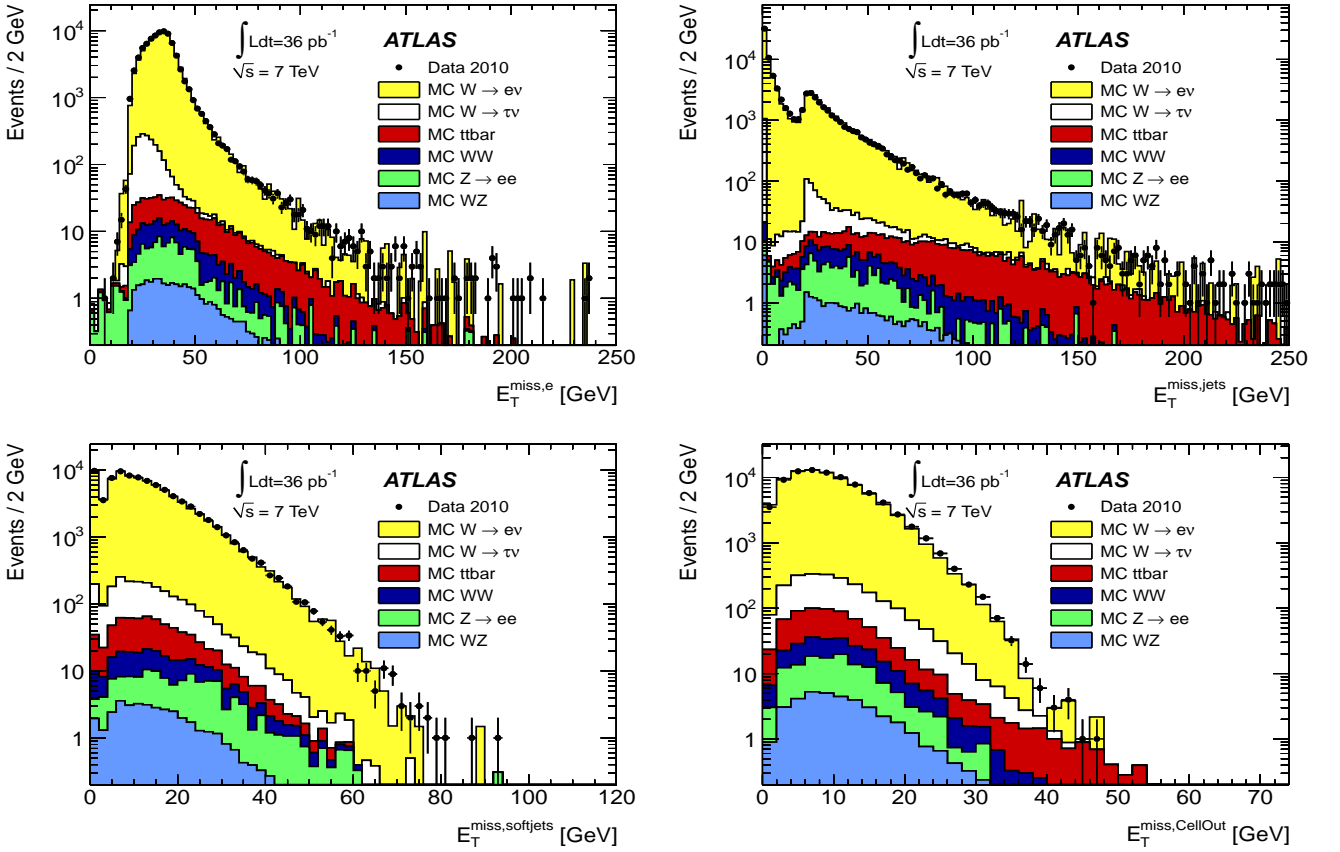 Events / 2 GeV
10⁴
10³
10²
10
1
0 50 100 150 200 250
E_T^miss,e [GeV]
∫Ldt=36 pb⁻¹
√s = 7 TeV
ATLAS
Data 2010
MC W → eν
MC W → τν
MC ttbar
MC WW
MC Z → ee
MC WZ
Events / 2 GeV
10⁴
10³
10²
10
1
0 50 100 150 200 250
E_T^miss,jets [GeV]
∫Ldt=36 pb⁻¹
√s = 7 TeV
ATLAS
Data 2010
MC W → eν
MC W → τν
MC ttbar
MC WW
MC Z → ee
MC WZ
Events / 2 GeV
10⁴
10³
10²
10
1
0 20 40 60 80 100 120
E_T^miss,softjets [GeV]
∫Ldt=36 pb⁻¹
√s = 7 TeV
ATLAS
Data 2010
MC W → eν
MC W → τν
MC ttbar
MC WW
MC Z → ee
MC WZ
Events / 2 GeV
10⁴
10³
10²
10
1
0 10 20 30 40 50 60 70
E_T^miss,CellOut [GeV]
∫Ldt=36 pb⁻¹
√s = 7 TeV
ATLAS
Data 2010
MC W → eν
MC W → τν
MC ttbar
MC WW
MC Z → ee
MC WZ